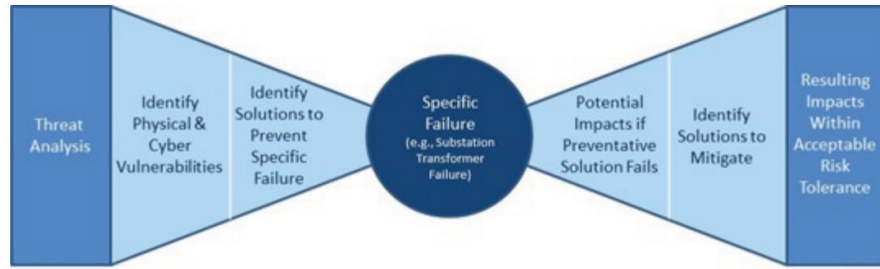 Threat
Analysis
Identify
Physical &
Cyber
Vulnerabilities
Identify
Solutions to
Prevent
Specific
Failure
Specific
Failure
(e.g., Substation
Transformer
Failure)
Potential
Impacts if
Preventative
Solution Fails
Identify
Solutions to
Mitigate
Resulting
Impacts
Within
Acceptable
Risk
Tolerance